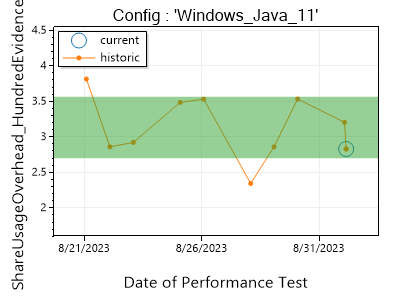 Config : 'Windows_Java_11'
ShareUsageOverhead_HundredEvidence
4.5
4
3.5
3
2.5
2
current
historic
8/21/2023
8/26/2023
8/31/2023
Date of Performance Test